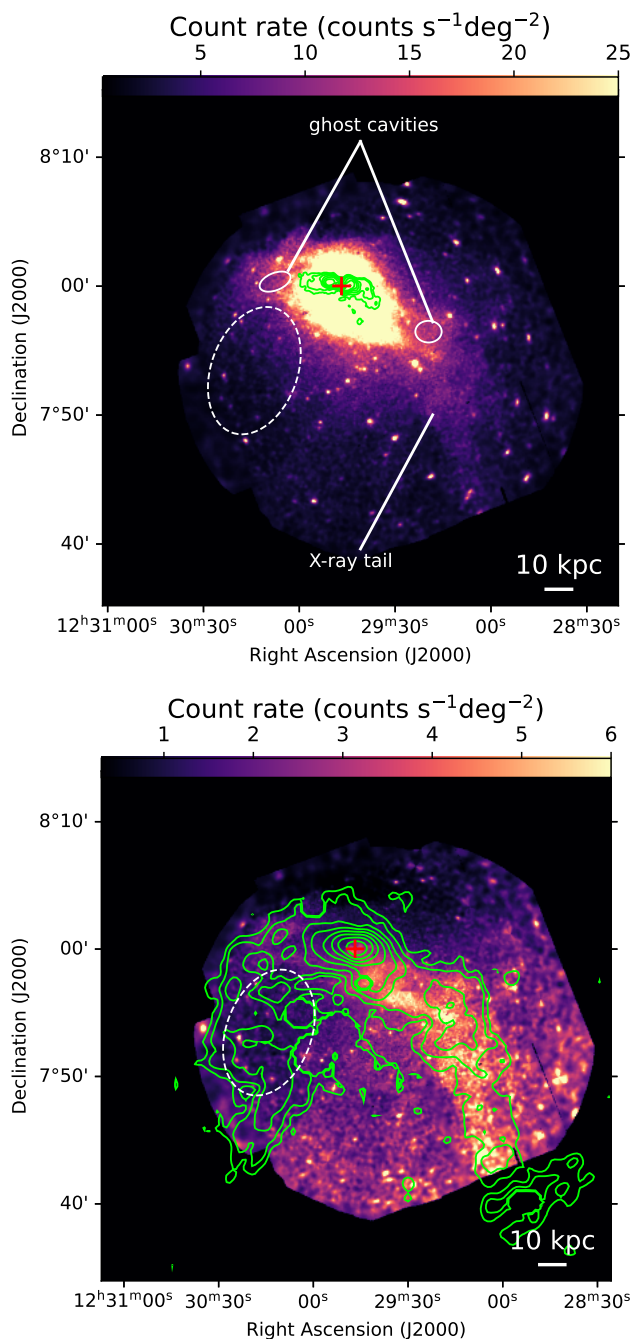 Count rate (counts s⁻¹deg⁻²)
5 10 15 20 25
ghost cavities
8°10'
00'
7°50'
40'
Declination (J2000)
X-ray tail
10 kpc
12ʰ31ᵐ00ˢ 30ᵐ30ˢ 00ˢ 29ᵐ30ˢ 00ˢ 28ᵐ30ˢ
Right Ascension (J2000)
Count rate (counts s⁻¹deg⁻²)
1 2 3 4 5 6
8°10'
00'
7°50'
40'
Declination (J2000)
10 kpc
12ʰ31ᵐ00ˢ 30ᵐ30ˢ 00ˢ 29ᵐ30ˢ 00ˢ 28ᵐ30ˢ
Right Ascension (J2000)